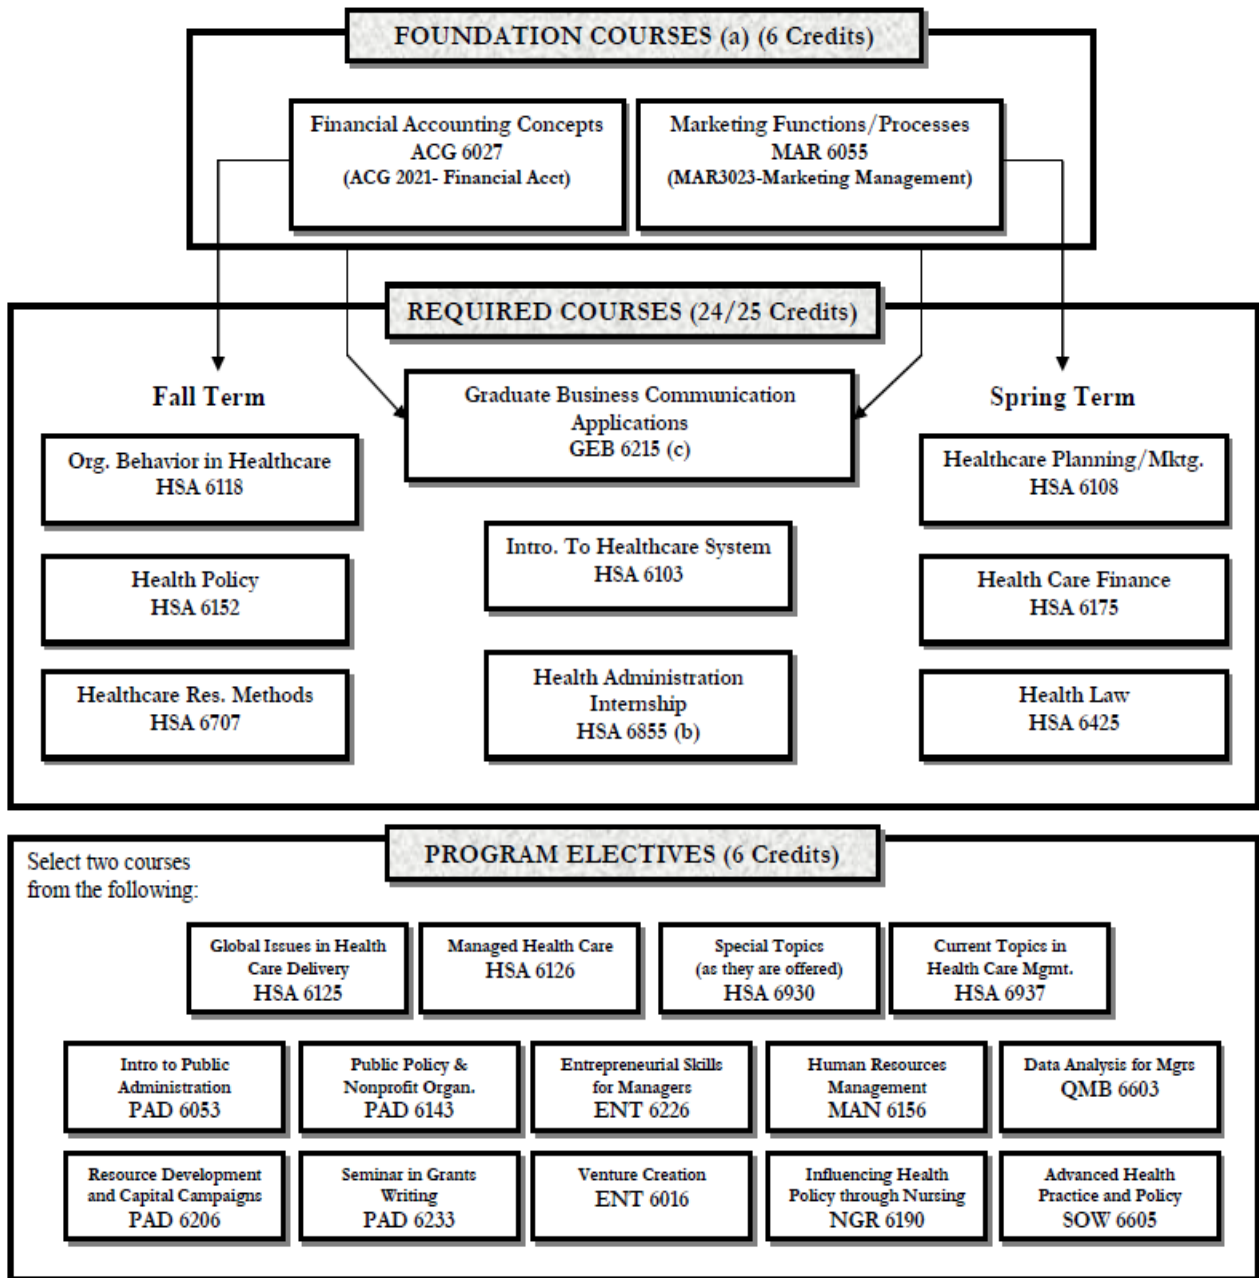 FOUNDATION COURSES (a) (6 Credits)
Financial Accounting Concepts
ACG 6027
(ACG 2021- Financial Acct)
Marketing Functions/Processes
MAR 6055
(MAR3023-Marketing Management)
REQUIRED COURSES (24/25 Credits)
Fall Term
Org. Behavior in Healthcare
HSA 6118
Health Policy
HSA 6152
Healthcare Res. Methods
HSA 6707
Graduate Business Communication
Applications
GEB 6215 (c)
Intro. To Healthcare System
HSA 6103
Health Administration
Internship
HSA 6855 (b)
Spring Term
Healthcare Planning/Mktg.
HSA 6108
Health Care Finance
HSA 6175
Health Law
HSA 6425
PROGRAM ELECTIVES (6 Credits)
Select two courses
from the following:
Global Issues in Health
Care Delivery
HSA 6125
Managed Health Care
HSA 6126
Special Topics
(as they are offered)
HSA 6930
Current Topics in
Health Care Mgmt.
HSA 6937
Intro to Public
Administration
PAD 6053
Public Policy &
Nonprofit Organ.
PAD 6143
Entrepreneurial Skills
for Managers
ENT 6226
Human Resources
Management
MAN 6156
Data Analysis for Mgrs
QMB 6603
Resource Development
and Capital Campaigns
PAD 6206
Seminar in Grants
Writing
PAD 6233
Venture Creation
ENT 6016
Influencing Health
Policy through Nursing
NGR 6190
Advanced Health
Practice and Policy
SOW 6605